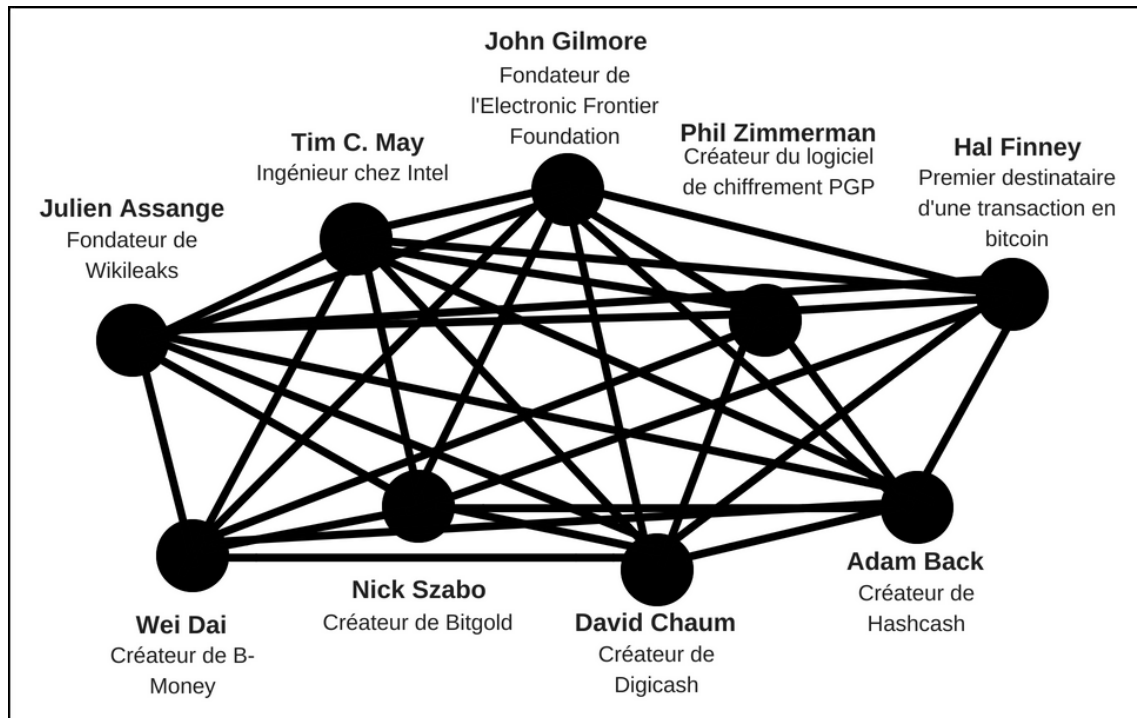 John Gilmore
Fondateur de
l'Electronic Frontier
Foundation
Tim C. May
Ingénieur chez Intel
Phil Zimmerman
Créateur du logiciel
de chiffrement PGP
Hal Finney
Premier destinataire
d'une transaction en
bitcoin
Julien Assange
Fondateur de
Wikileaks
Wei Dai
Créateur de B-
Money
Nick Szabo
Créateur de Bitgold
David Chaum
Créateur de
Digicash
Adam Back
Créateur de
Hashcash